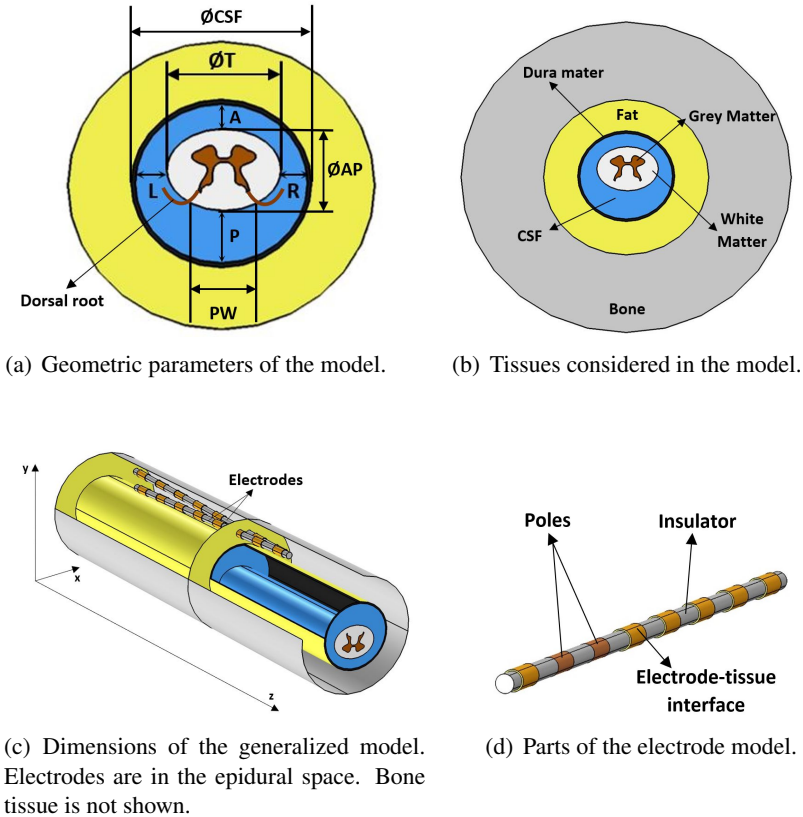 ØCSF
ØT
A
ØAP
L
R
P
Dorsal root
PW
(a) Geometric parameters of the model.
Dura mater
Fat
Grey Matter
CSF
White
Matter
Bone
(b) Tissues considered in the model.
y
Electrodes
x
z
(c) Dimensions of the generalized model.
Electrodes are in the epidural space. Bone
tissue is not shown.
Poles
Insulator
Electrode-tissue
interface
(d) Parts of the electrode model.